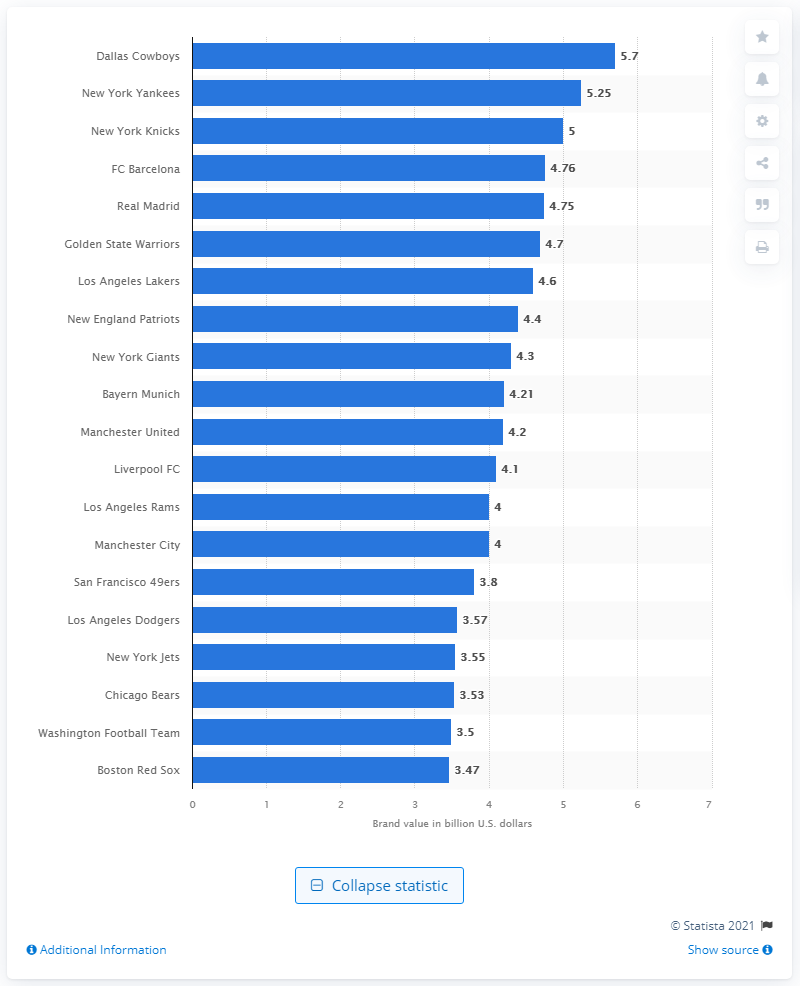 Dallas Cowboys 5.7
New York Yankees 5.25
New York Knicks 5
FC Barcelona 4.76
Real Madrid 4.75
Golden State Warriors 4.7
Los Angeles Lakers 4.6
New England Patriots 4.4
New York Giants 4.3
Bayern Munich 4.21
Manchester United 4.2
Liverpool FC 4.1
Los Angeles Rams 4
Manchester City 4
San Francisco 49ers 3.8
Los Angeles Dodgers 3.57
New York Jets 3.55
Chicago Bears 3.53
Washington Football Team 3.5
Boston Red Sox 3.47
0 1 2 3 4 5 6 7
Brand value in billion U.S. dollars
Collapse statistic
© Statista 2021
Additional Information
Show source